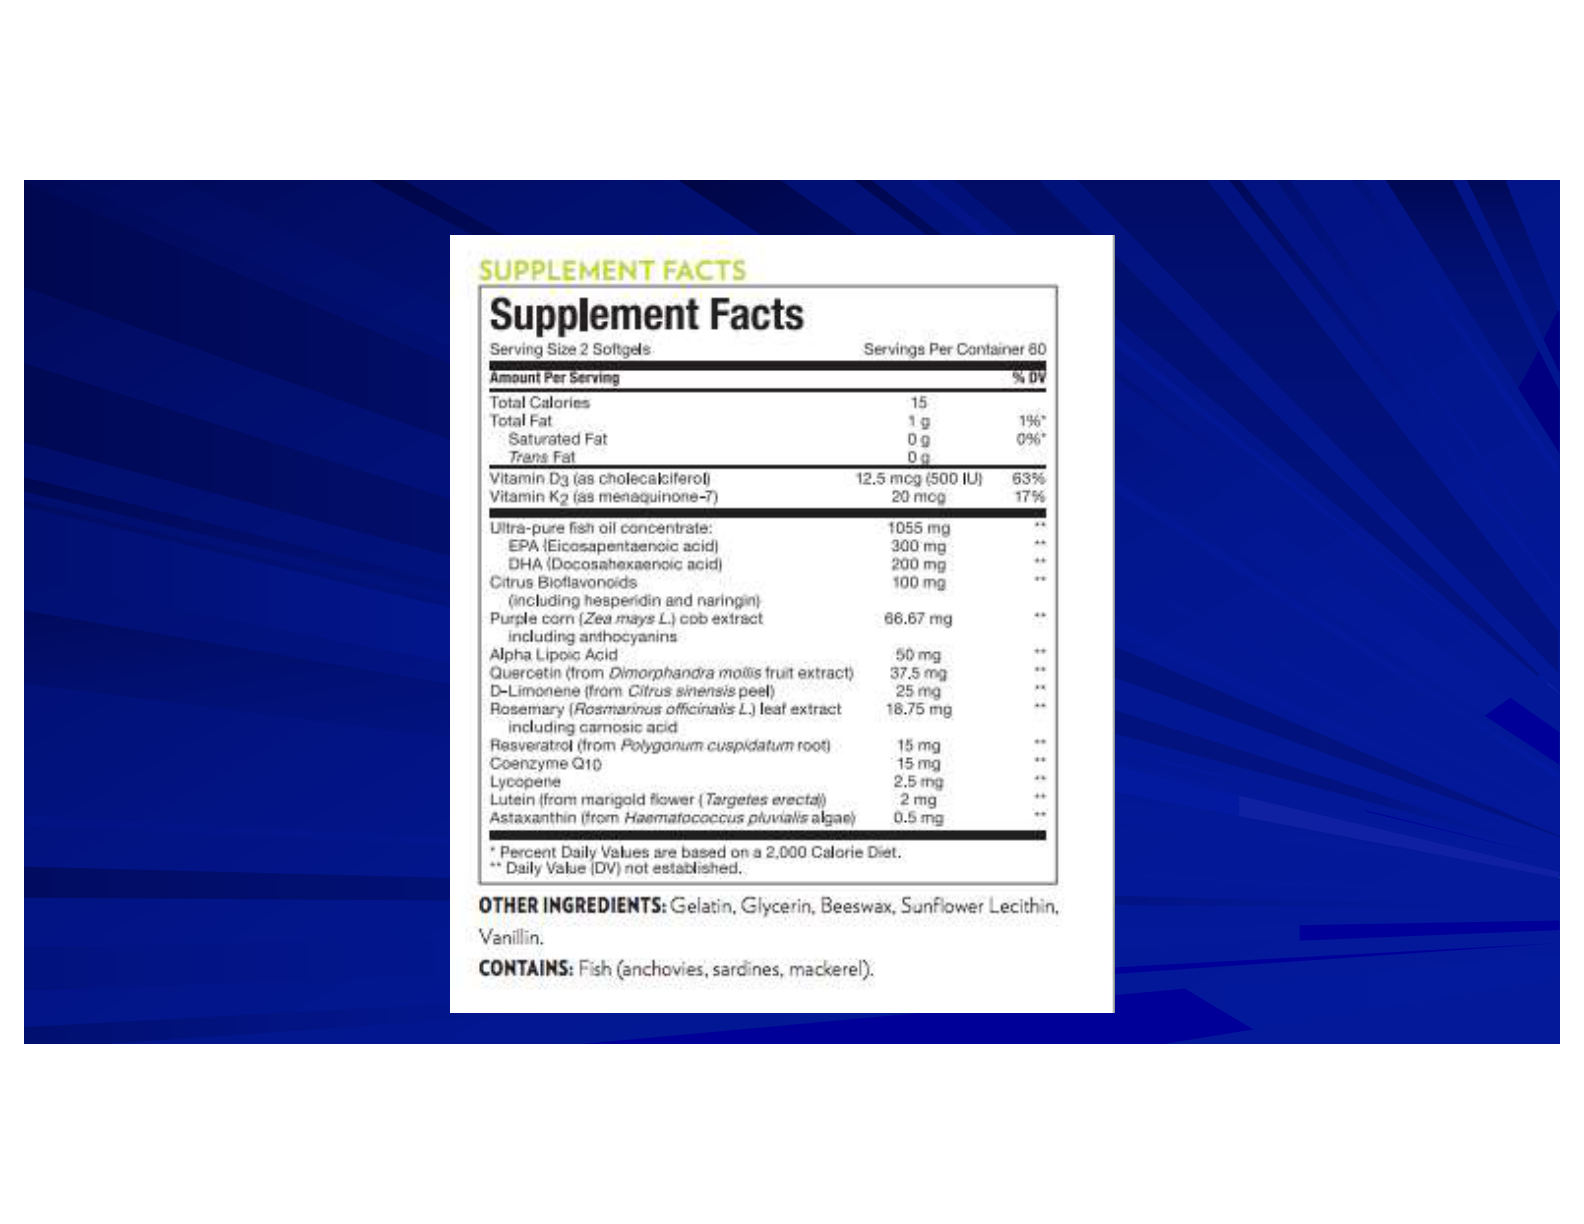 SUPPLEMENT FACTS
Supplement Facts
Serving Size 2 Softgels Servings Per Container 60
Amount Per Serving % DV
Total Calories 15
Total Fat 1 g 1%*
Saturated Fat 0 g 0%*
Trans Fat 0 g
Vitamin D3 (as cholecalciferol) 12.5 mcg (500 IU) 63%
Vitamin K2 (as menaquinone-7) 20 mcg 17%
Ultra-pure fish oil concentrate: 1055 mg **
EPA (Eicosapentaenoic acid) 300 mg **
DHA (Docosahexaenoic acid) 200 mg **
Citrus Bioflavonoids 100 mg **
(including hesperidin and naringin)
Purple corn (Zea mays L.) cob extract 66.67 mg **
including anthocyanins
Alpha Lipoic Acid 50 mg **
Quercetin (from Dimorphandra mollis fruit extract) 37.5 mg **
D-Limonene (from Citrus sinensis peel) 25 mg **
Rosemary (Rosmarinus officinalis L.) leaf extract 18.75 mg **
including carnosic acid
Resveratrol (from Polygonum cuspidatum root) 15 mg **
Coenzyme Q10 15 mg **
Lycopene 2.5 mg **
Lutein (from marigold flower (Targetes erecta)) 2 mg **
Astaxanthin (from Haematococcus pluvialis algae) 0.5 mg **
* Percent Daily Values are based on a 2,000 Calorie Diet.
** Daily Value (DV) not established.
OTHER INGREDIENTS: Gelatin, Glycerin, Beeswax, Sunflower Lecithin,
Vanillin.
CONTAINS: Fish (anchovies, sardines, mackerel).